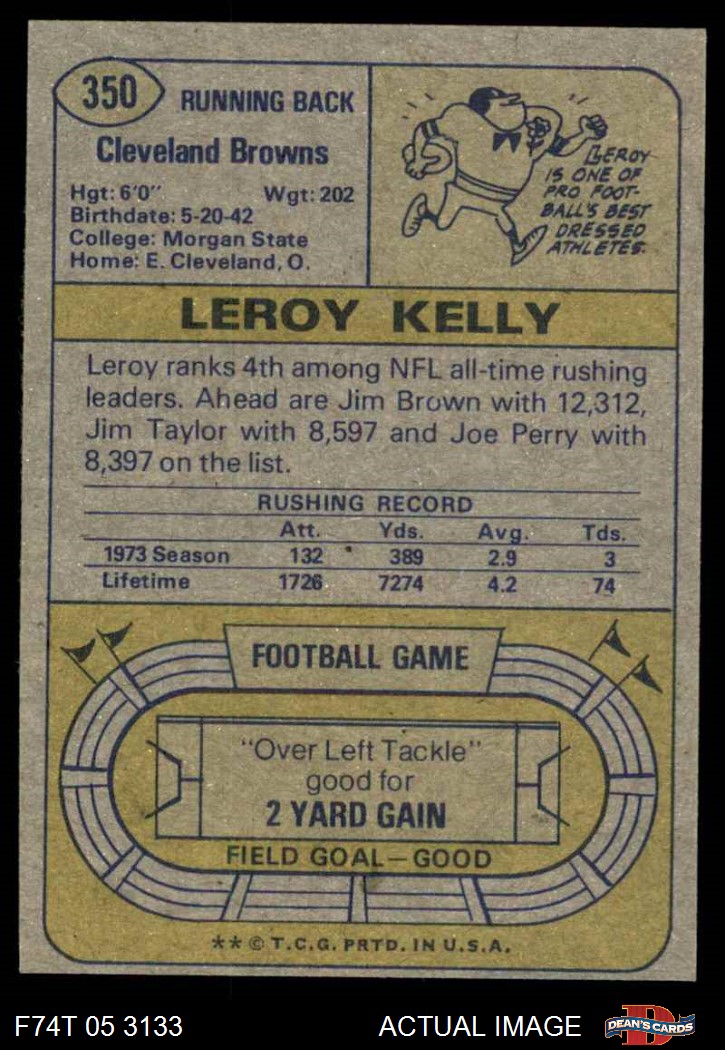 350
RUNNING BACK
Cleveland Browns
Hgt: 6'0" Wgt: 202
Birthdate: 5-20-42
College: Morgan State
Home: E. Cleveland, O.
LEROY
IS ONE OF
PRO FOOT-
BALL'S BEST
DRESSED
ATHLETES.
LEROY KELLY
Leroy ranks 4th among NFL all-time rushing
leaders. Ahead are Jim Brown with 12,312,
Jim Taylor with 8,597 and Joe Perry with
8,397 on the list.
RUSHING RECORD
Att. Yds. Avg. Tds.
1973 Season 132 389 2.9 3
Lifetime 1726 7274 4.2 74
FOOTBALL GAME
"Over Left Tackle"
good for
2 YARD GAIN
FIELD GOAL—GOOD
** © T.C.G. PRTD. IN U.S.A.
F74T 05 3133 ACTUAL IMAGE
D
DEAN'S CARDS